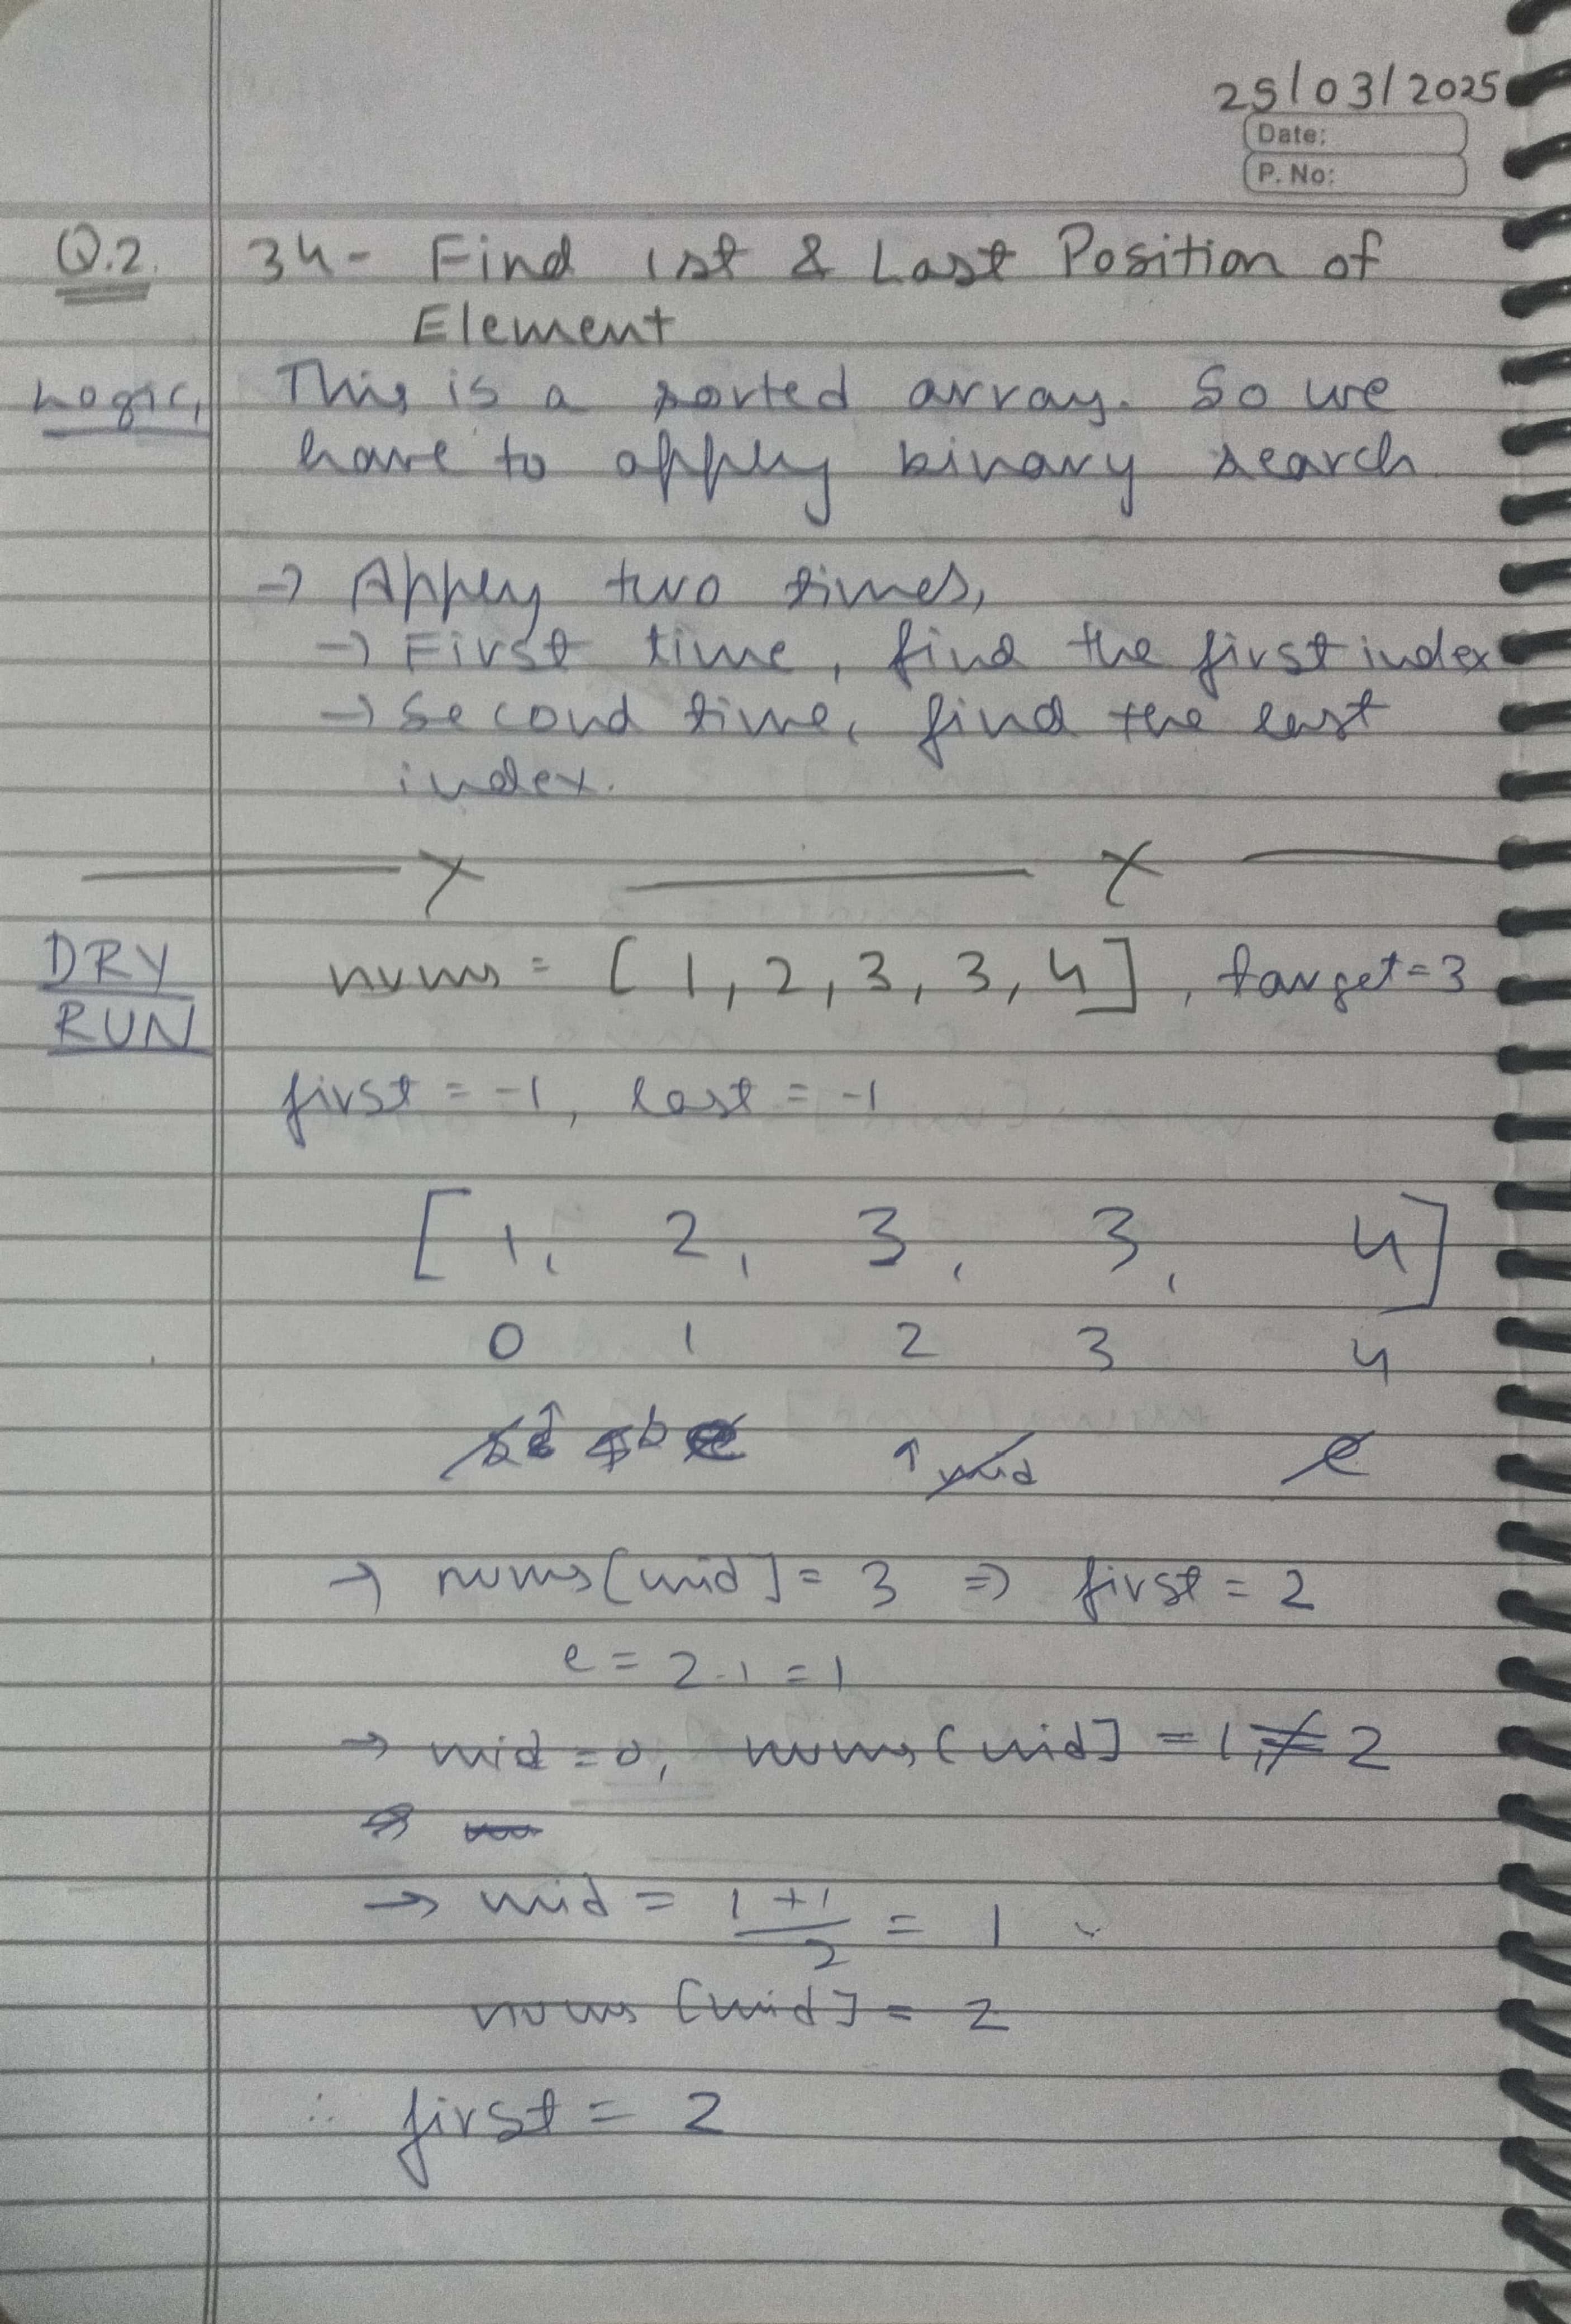 25/03/2025
Date:
P. No:
Q.2. 34- Find 1st & Last Position of
Element
Logic, This is a sorted array. So we
have to apply binary search
→ Apply two times,
→ First time, find the first index
→ Second time, find the last
index.
DRY RUN nums = [1, 2, 3, 3, 4], target = 3
first = -1, last = -1
[1, 2, 3, 3, 4]
0 1 2 3 4
b ↑ mid e
→ nums[mid] = 3 ⇒ first = 2
e = 2-1 = 1
→ mid = 0, nums[mid] = 1, ≠ 2
→ mid = 1+1/2 = 1
nums [mid] = 2
∴ first = 2